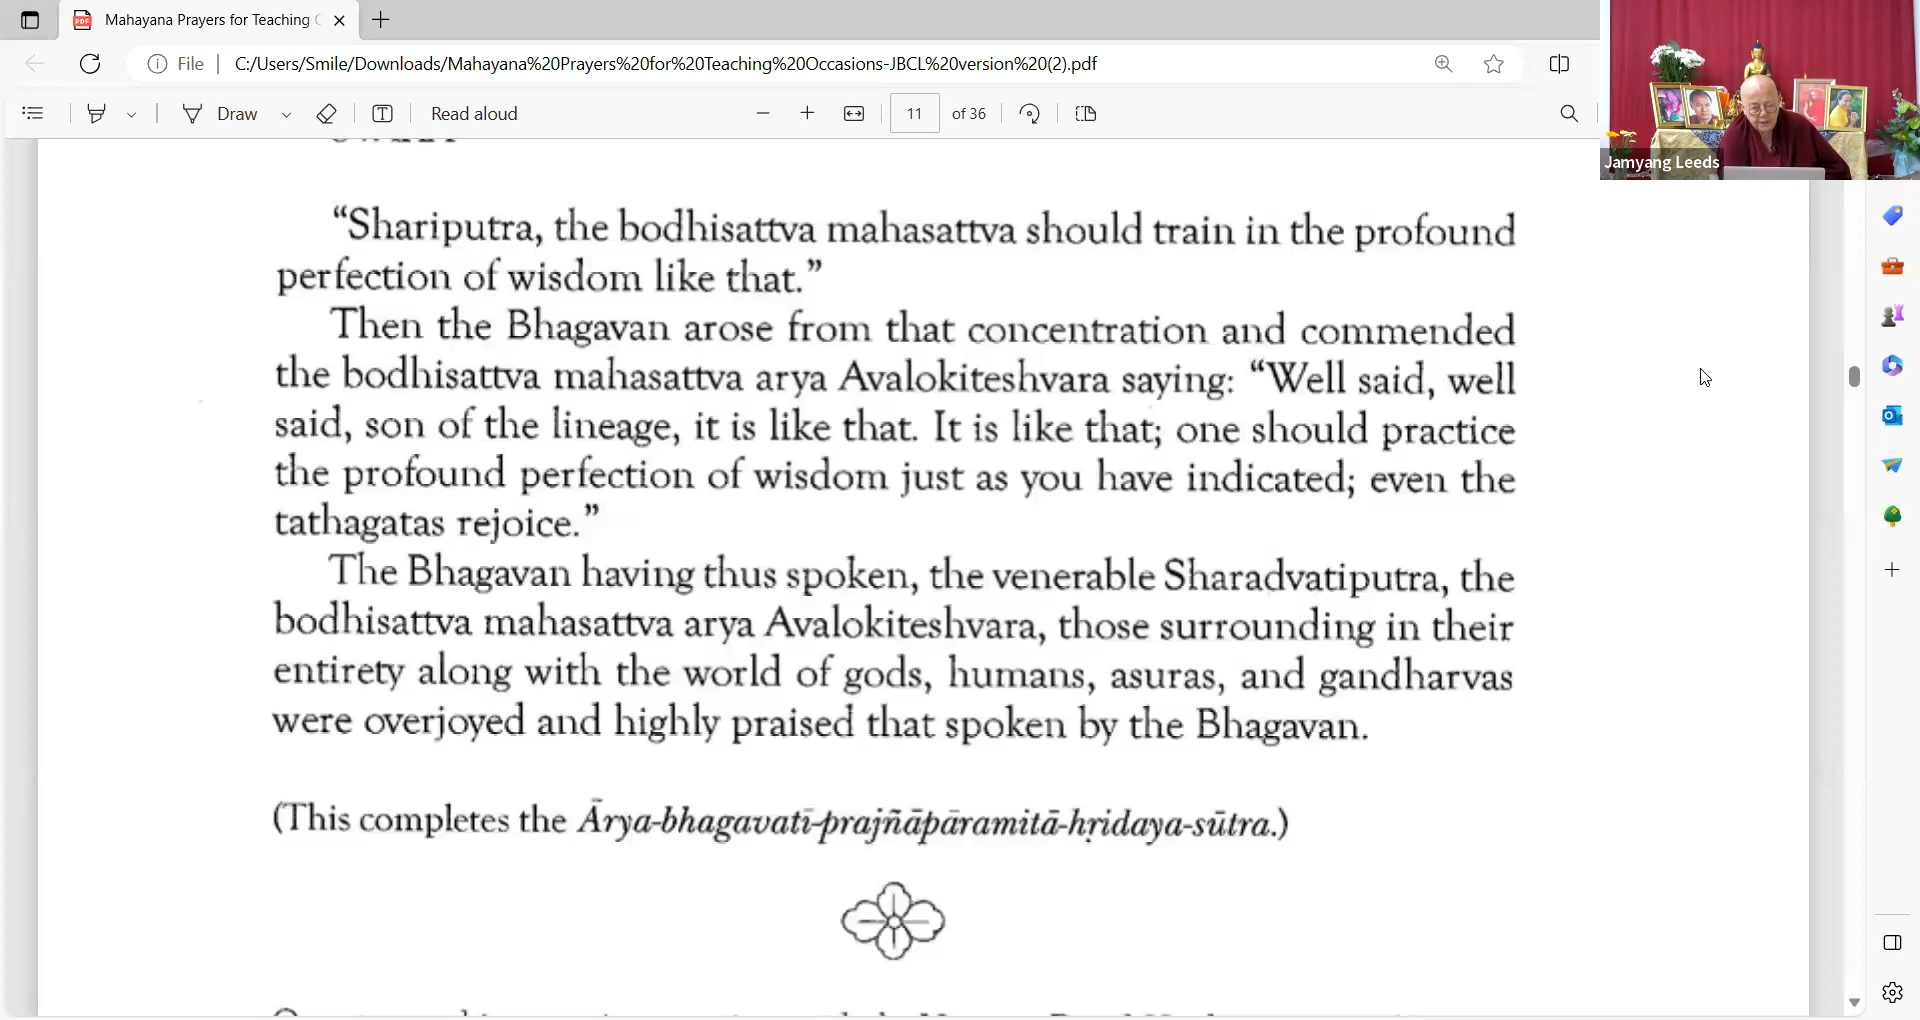 Mahayana Prayers for Teaching
File
C:/Users/Smile/Downloads/Mahayana%20Prayers%20for%20Teaching%20Occasions-JBCL%20version%20(2).pdf
Draw
Read aloud
11 of 36
Jamyang Leeds
“Shariputra, the bodhisattva mahasattva should train in the profound
perfection of wisdom like that.”
Then the Bhagavan arose from that concentration and commended
the bodhisattva mahasattva arya Avalokiteshvara saying: “Well said, well
said, son of the lineage, it is like that. It is like that; one should practice
the profound perfection of wisdom just as you have indicated; even the
tathagatas rejoice.”
The Bhagavan having thus spoken, the venerable Sharadvatiputra, the
bodhisattva mahasattva arya Avalokiteshvara, those surrounding in their
entirety along with the world of gods, humans, asuras, and gandharvas
were overjoyed and highly praised that spoken by the Bhagavan.
(This completes the Ārya-bhagavatī-prajñāpāramitā-hṛidaya-sūtra.)